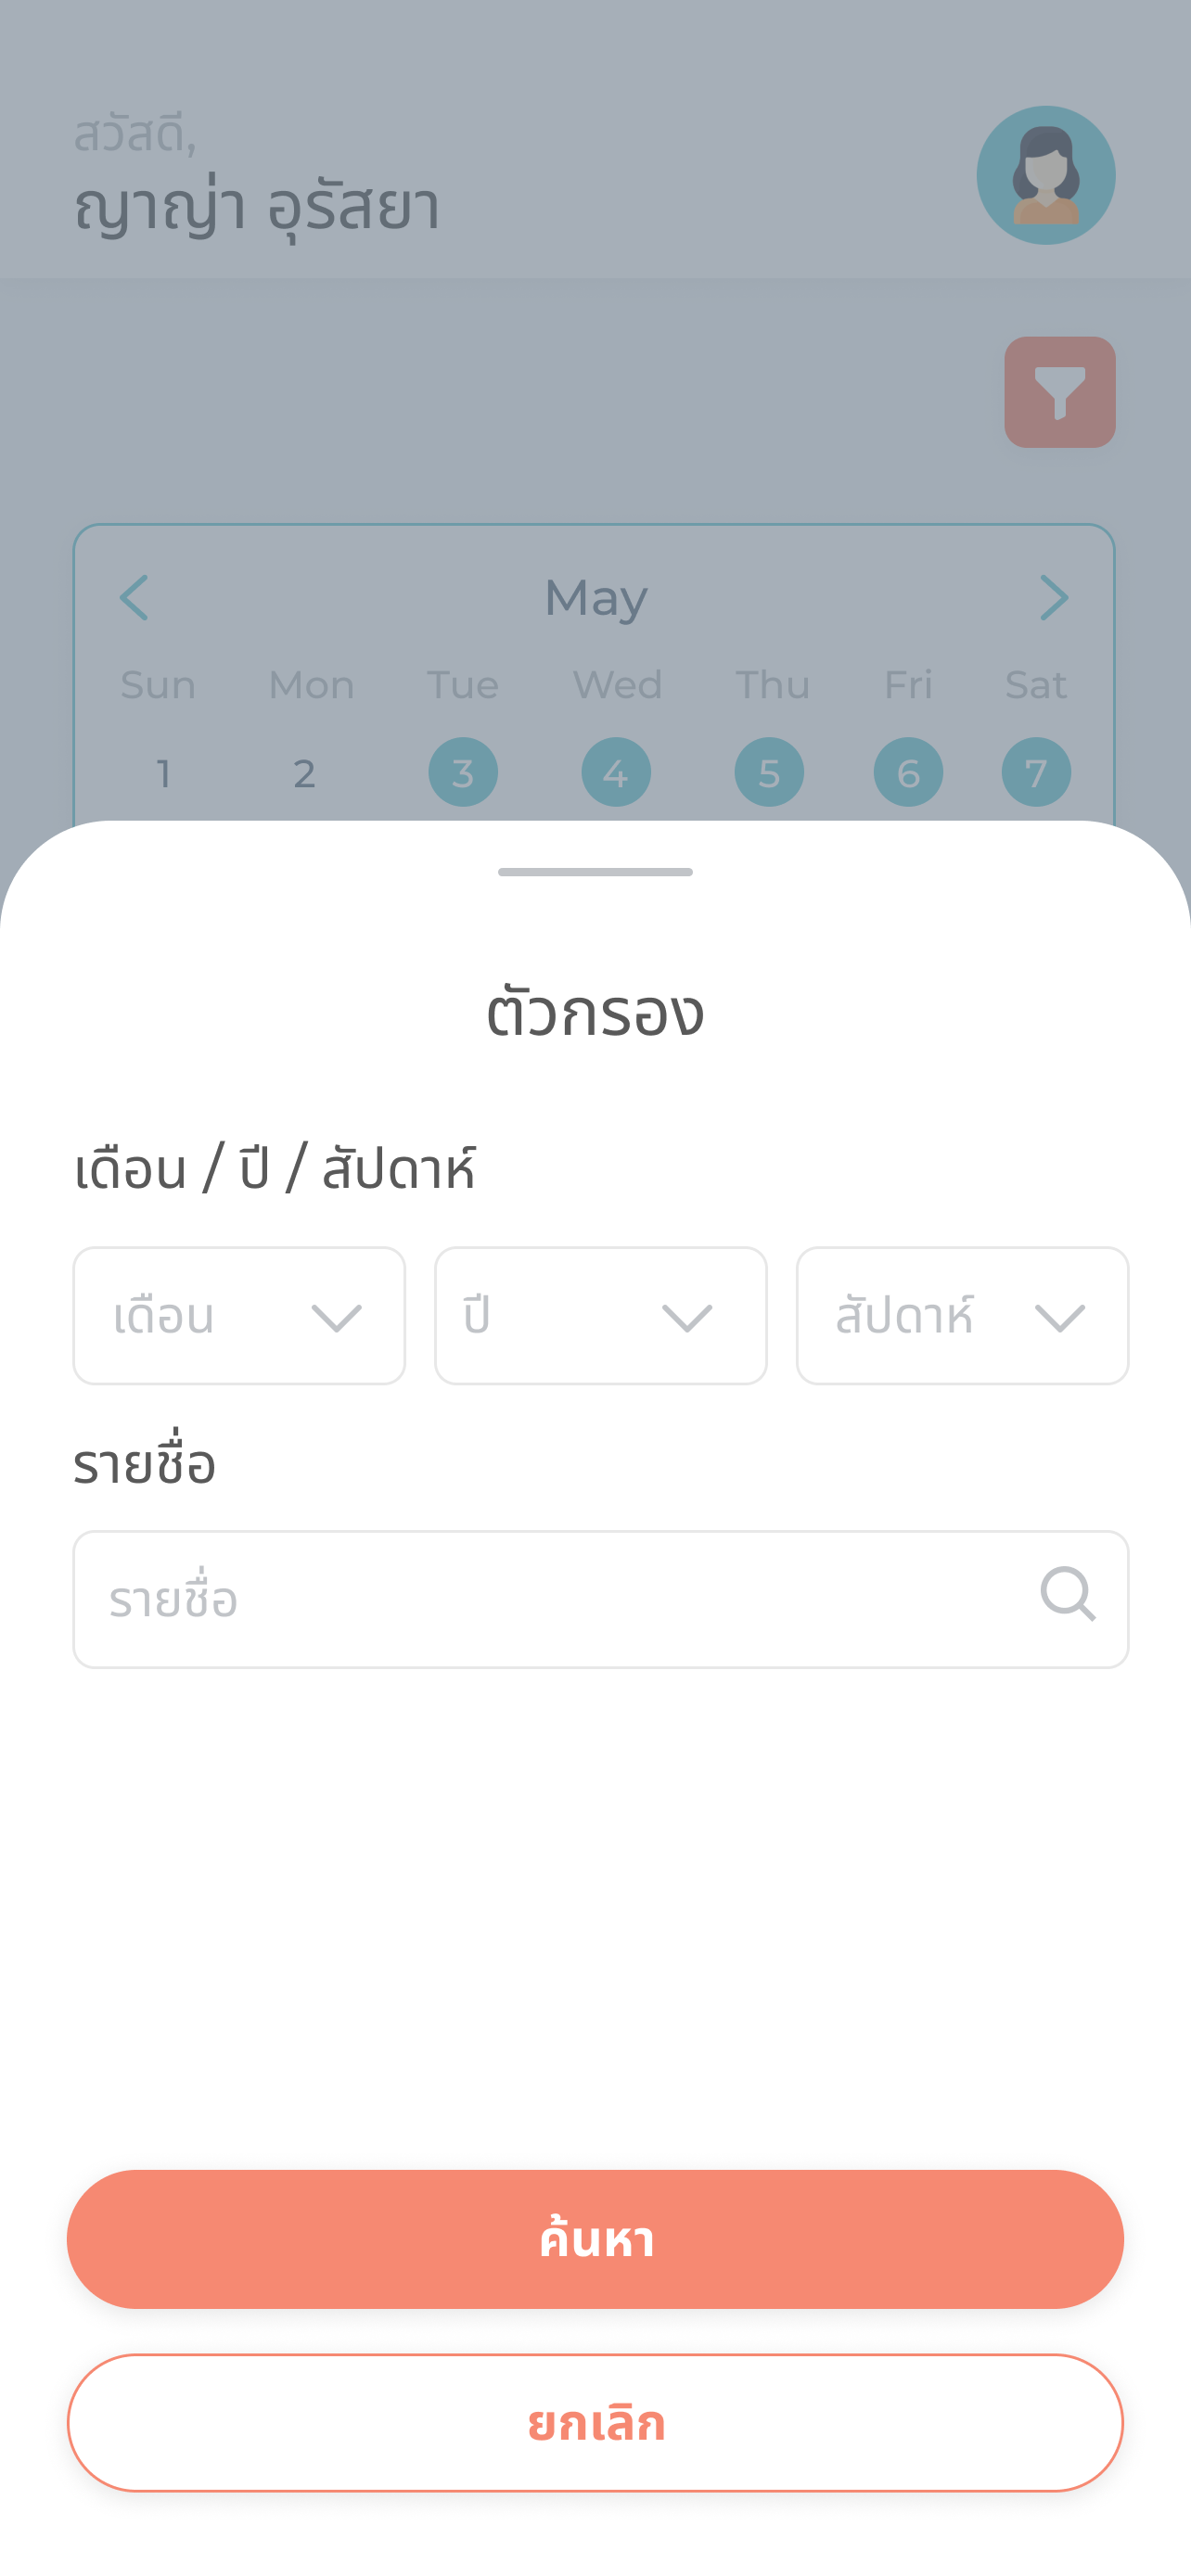 สวัสดี,
ญาญ่า อุรัสยา
May
Sun Mon Tue Wed Thu Fri Sat
1 2 3 4 5 6 7
ตัวกรอง
เดือน / ปี / สัปดาห์
เดือน ปี สัปดาห์
รายชื่อ
รายชื่อ
ค้นหา
ยกเลิก